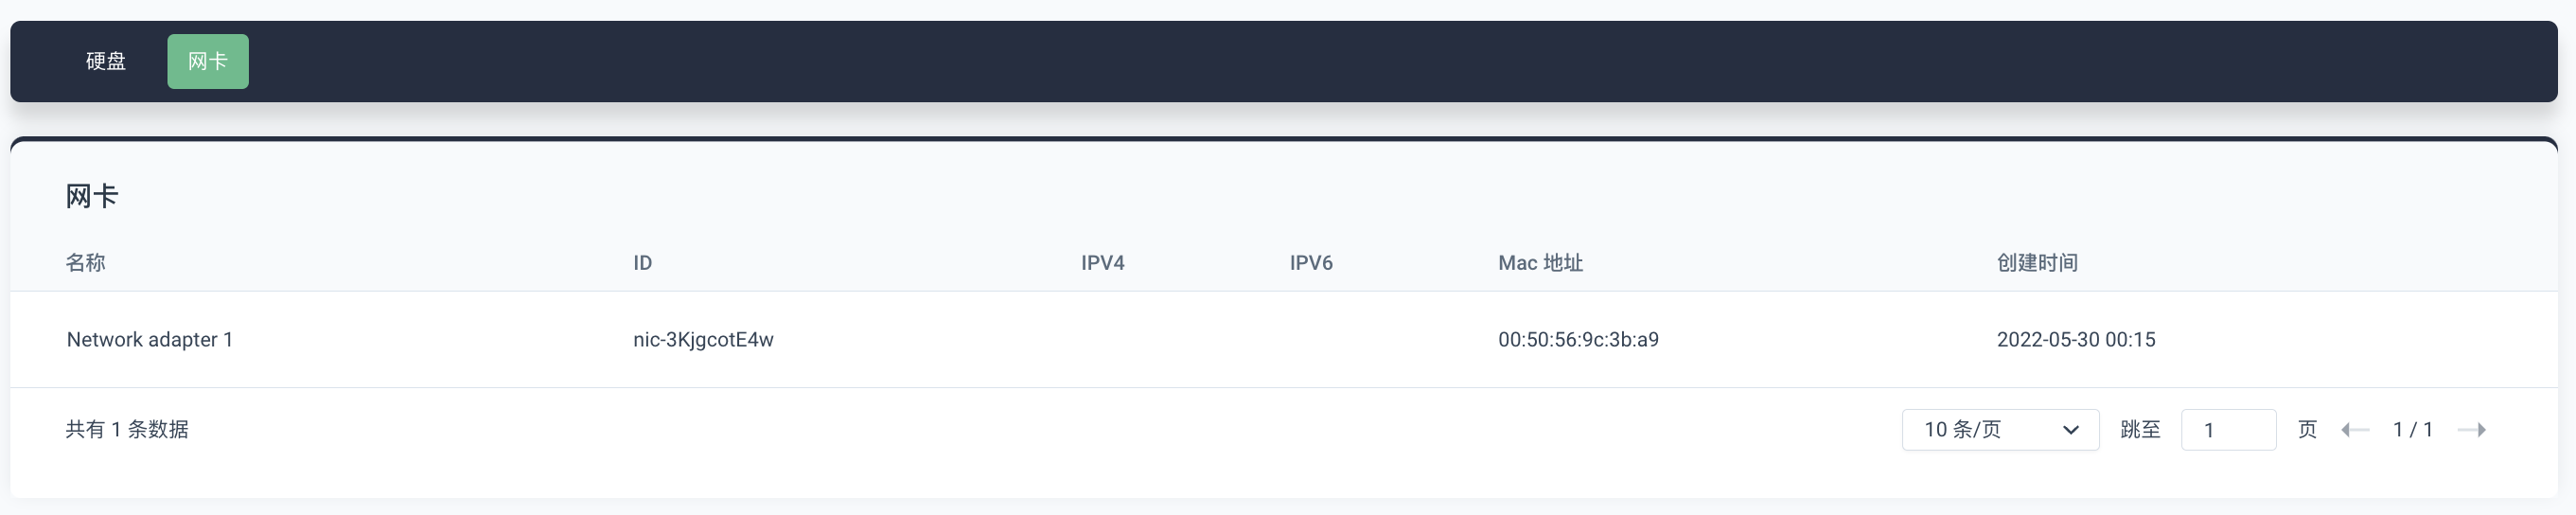 硬盘 网卡
网卡
名称 ID IPV4 IPV6 Mac 地址 创建时间
Network adapter 1 nic-3KjgcotE4w 00:50:56:9c:3b:a9 2022-05-30 00:15
共有 1 条数据 10 条/页 跳至 1 页 1 / 1